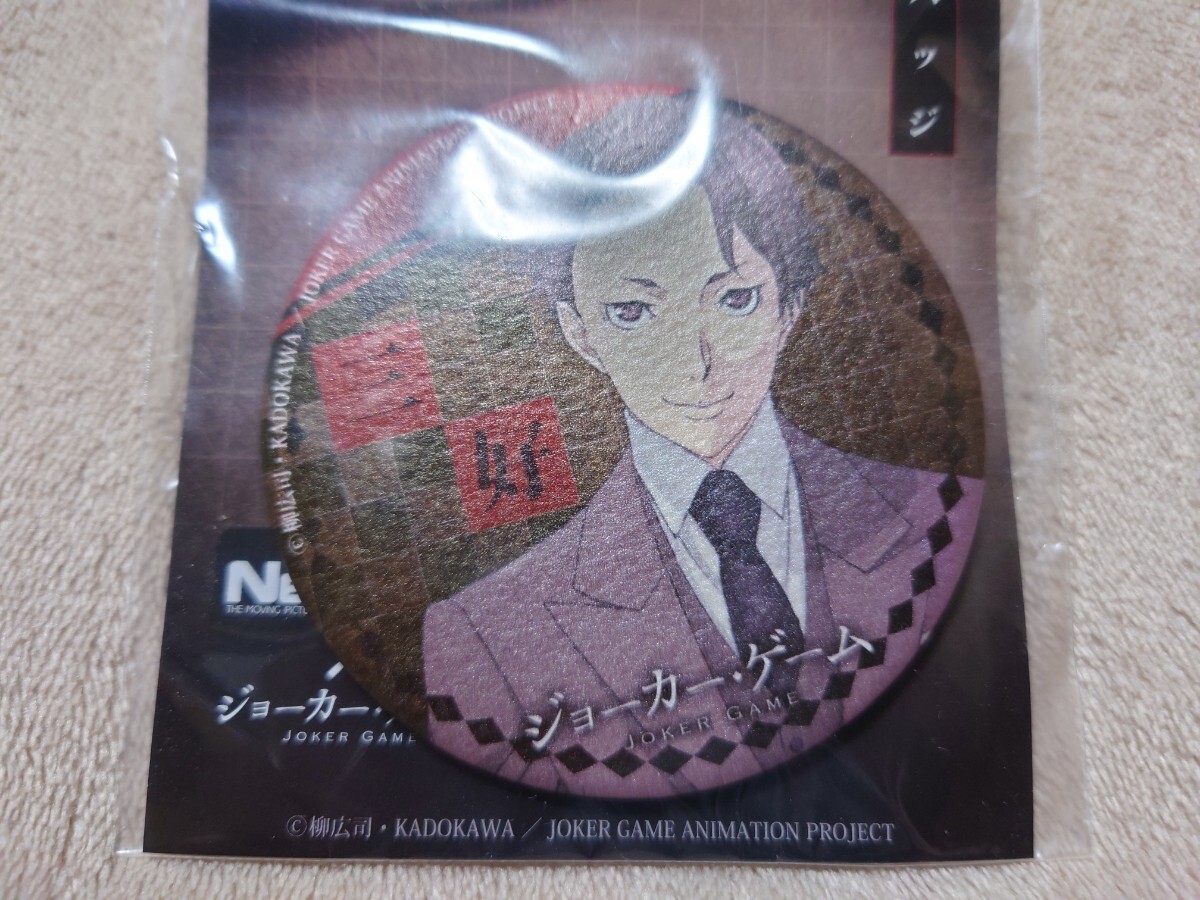 ッジ
© 柳広司・KADOKAWA / JOKER GAME ANIMATION
三好
ジョーカー・ゲーム
JOKER GAME
THE MOVING PICTU
ジョーカー・
JOKER GAME
©柳広司・KADOKAWA / JOKER GAME ANIMATION PROJECT